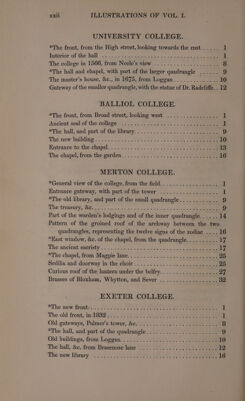 xxii ILLUSTRATIONS OF VOL. I.
UNIVERSITY COLLEGE.
*The front, from the High street, looking towards the east..... 1
Interior of the hall .......... 1
The college in 1566, from Neele's view .......... 8
*The hall and chapel, with part of the larger quadrangle ..... 9
The master's house, &c., in 1675, from Loggan .......... 10
Gateway of the smaller quadrangle, with the statue of Dr. Radcliffe.. 12
BALLIOL COLLEGE.
*The front, from Broad street, looking west .......... 1
Ancient seal of the college .......... 1
*The hall, and part of the library .......... 9
The new building .......... 10
Entrance to the chapel .......... 13
The chapel, from the garden .......... 16
MERTON COLLEGE.
*General view of the college, from the field .......... 1
Entrance gateway, with part of the tower .......... 1
*The old library, and part of the small quadrangle .......... 9
The treasury, &c. .......... 9
Part of the warden's lodgings and of the inner quadrangle ..... 14
Pattern of the groined roof of the archway between the two
quadrangles, representing the twelve signs of the zodiac ..... 16
*East window, &c. of the chapel, from the quadrangle .......... 17
The ancient sacristy .......... 17
*The chapel, from Magpie lane .......... 25
Sedilia and doorway in the choir .......... 25
Curious roof of the lantern under the belfry .......... 27
Brasses of Bloxham, Whytton, and Sever .......... 32
EXETER COLLEGE.
*The new front .......... 1
The old front, in 1832 .......... 1
Old gateways, Palmer's tower, &c. .......... 8
*The hall, and part of the quadrangle .......... 9
Old buildings, from Loggan .......... 10
The hall, &c. from Brasenose lane .......... 12
The new library .......... 16